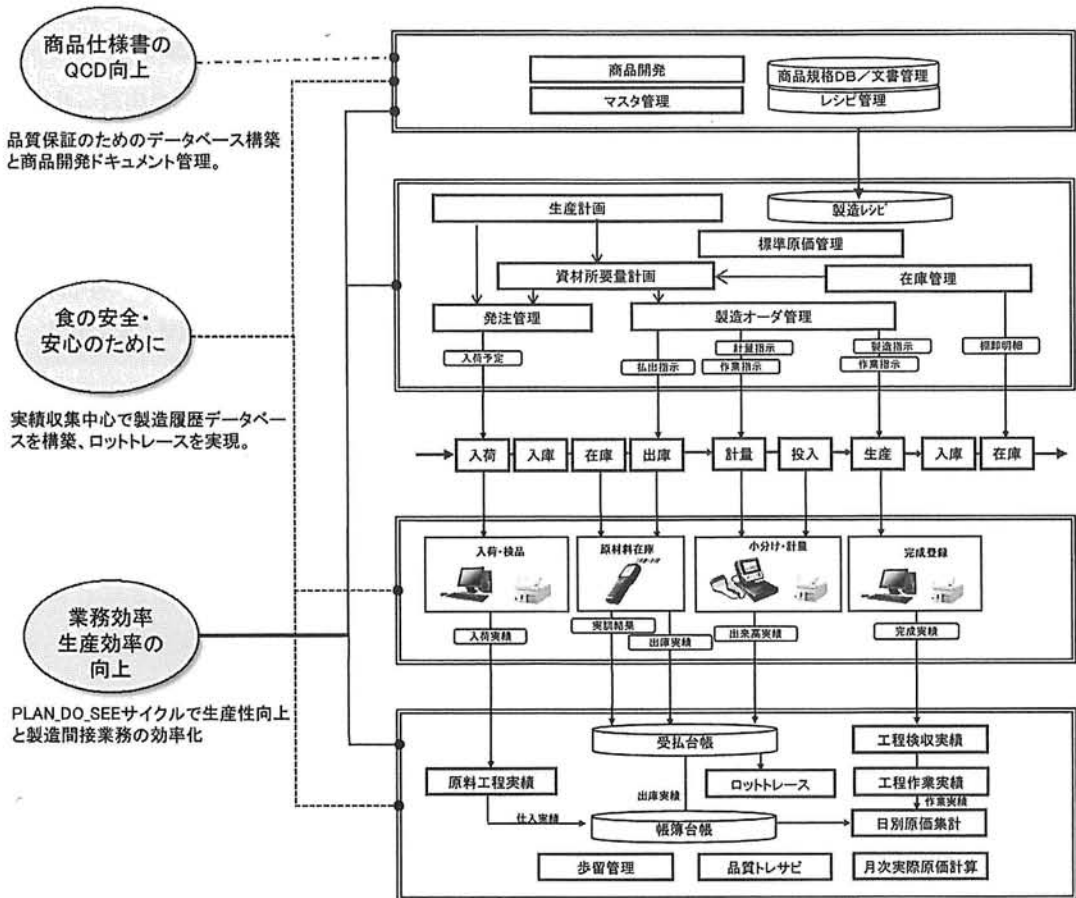 商品仕様書の
QCD向上
品質保証のためのデータベース構築
と商品開発ドキュメント管理。
食の安全・
安心のために
実績収集中心で製造履歴データベー
スを構築、ロットトレースを実現。
業務効率
生産効率の
向上
PLAN_DO_SEEサイクルで生産性向上
と製造間接業務の効率化
商品開発
商品規格DB／文書管理
マスタ管理
レシピ管理
生産計画
製造レシピ
標準原価管理
資材所要量計画
在庫管理
発注管理
製造オーダ管理
入荷予定
払出指示
計量指示
作業指示
製造指示
作業指示
棚卸明細
入荷
入庫
在庫
出庫
計量
投入
生産
入庫
在庫
入荷・検品
原材料在庫
小分け・計量
完成登録
入荷実績
実棚結果
出庫実績
出来高実績
完成実績
受払台帳
工程検収実績
原料工程実績
ロットトレース
工程作業実績
出庫実績
作業実績
仕入実績
帳簿台帳
日別原価集計
歩留管理
品質トレサビ
月次実際原価計算